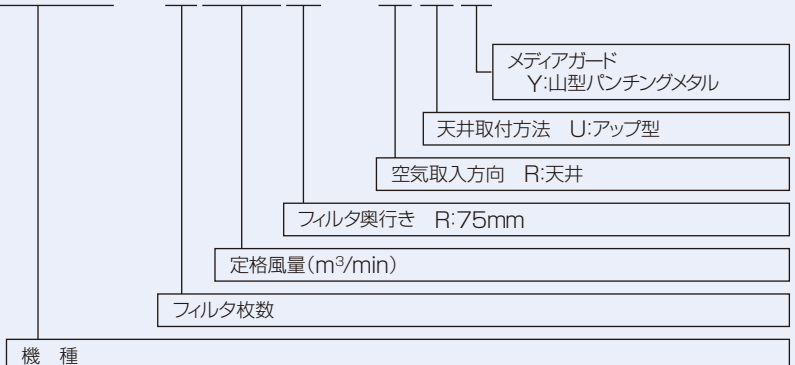 メディアガード
Y:山型パンチングメタル
天井取付方法　U:アップ型
空気取入方向　R:天井
フィルタ奥行き　R:75mm
定格風量(m³/min)
フィルタ枚数
機　種